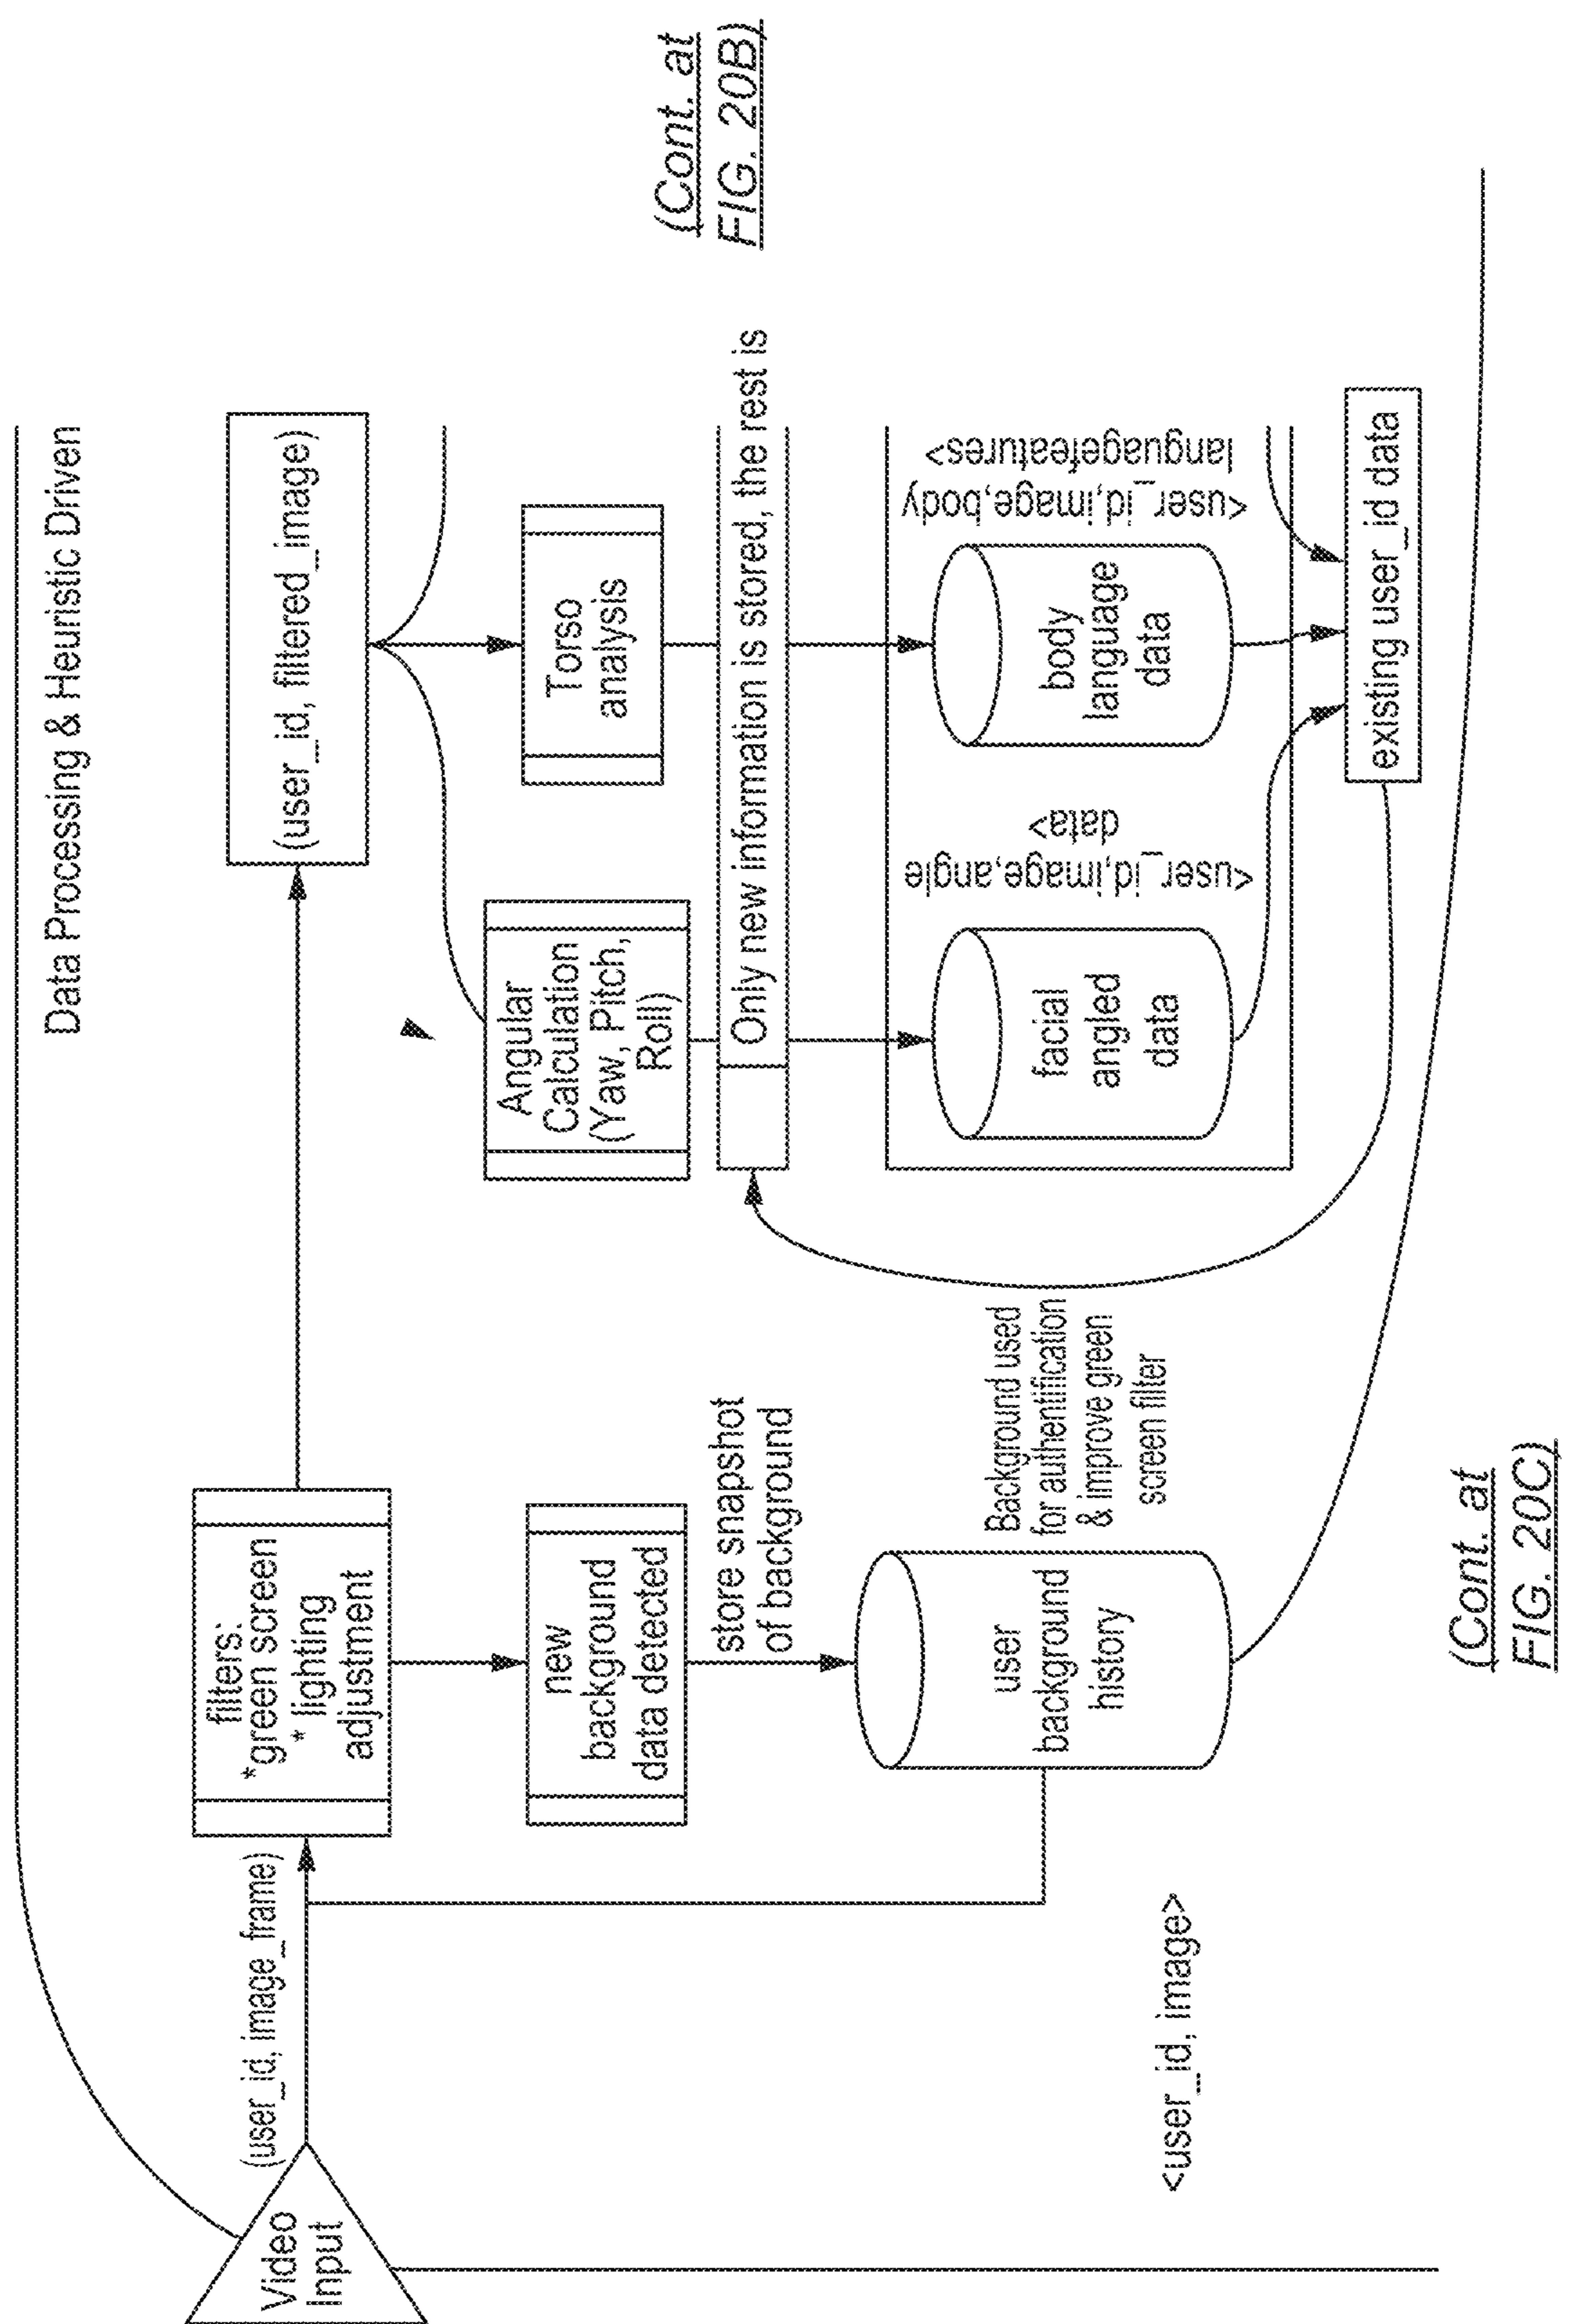 Data Processing & Heuristic Driven
Video
Input
(user_id, image_frame)
filters:
*green screen
* lighting
adjustment
(user_id, filtered_image)
new
background
data detected
store snapshot
of background
user
background
history
Background used
for authentification
& improve green
screen filter
<user_id, image>
Angular
Calculation
(Yaw, Pitch,
Roll)
Torso
analysis
Only new information is stored, the rest is
facial
angled
data
<user_id,image,angle
data>
body
language
data
<user_id,image,body
languagefeatures>
existing user_id data
(Cont. at
FIG. 20B)
(Cont. at
FIG. 20C)